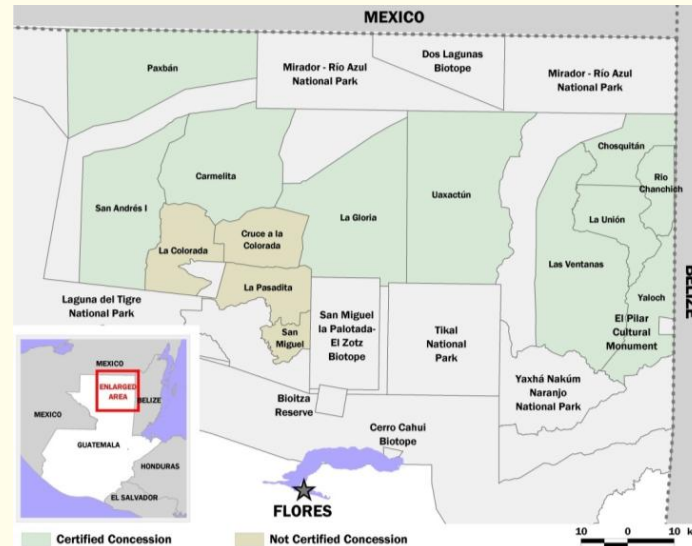 MEXICO
Paxbán
Mirador - Río Azul
National Park
Dos Lagunas
Biotope
Mirador - Río Azul
National Park
Chosquitán
Río
Chanchich
Carmelita
Uaxactún
San Andrés I
La Gloria
La Unión
La Colorada
Cruce a la
Colorada
Las Ventanas
BELIZE
La Pasadita
Laguna del Tigre
National Park
Yaloch
San Miguel
la Palotada-
El Zotz
Biotope
El Pilar
Cultural
Monument
San
Miguel
Tikal
National
Park
Yaxhá Nakúm
Naranjo
National Park
MEXICO
ENLARGED
AREA
BELIZE
MEXICO
GUATEMALA
HONDURAS
EL SALVADOR
Bioitza
Reserve
Cerro Cahui
Biotope
FLORES
Certified Concession
Not Certified Concession
10 0 10 k